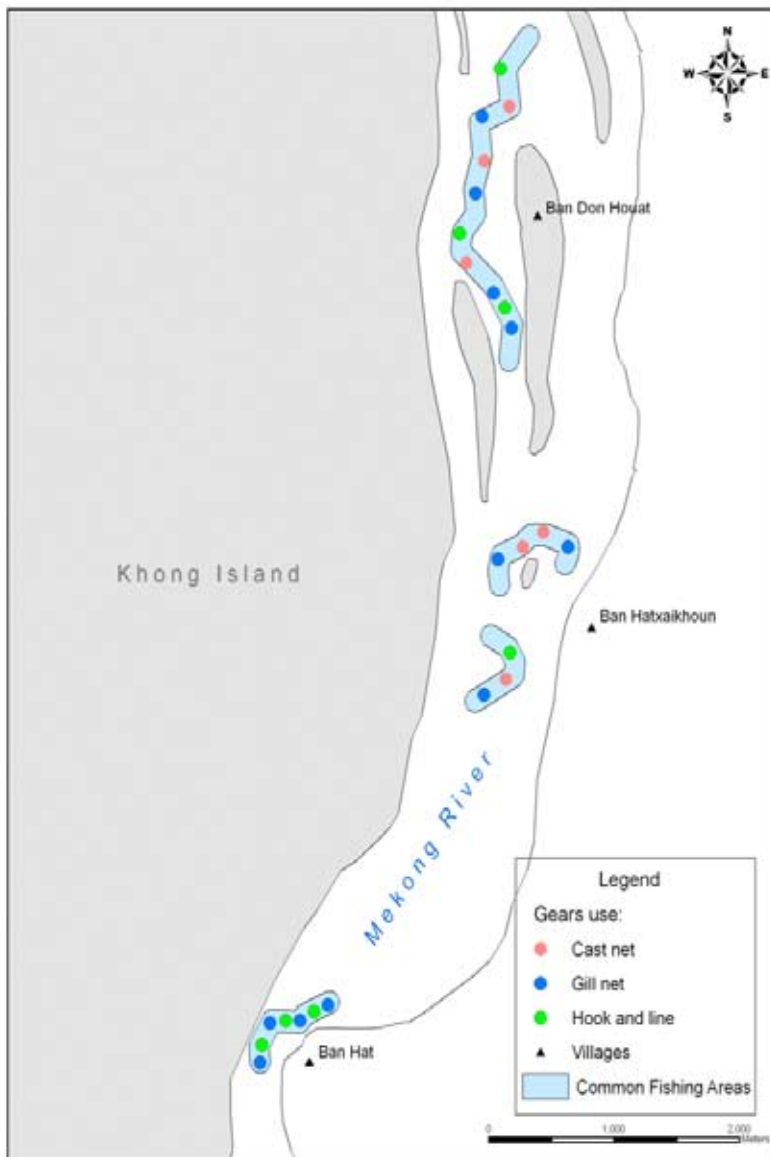 N
W E
S
Ban Don Houat
Khong Island
Ban Hatxaikhoun
Mekong River
Legend
Gears use:
Cast net
Gill net
Hook and line
Villages
Common Fishing Areas
Ban Hat
0 1,000 2,000
Meters